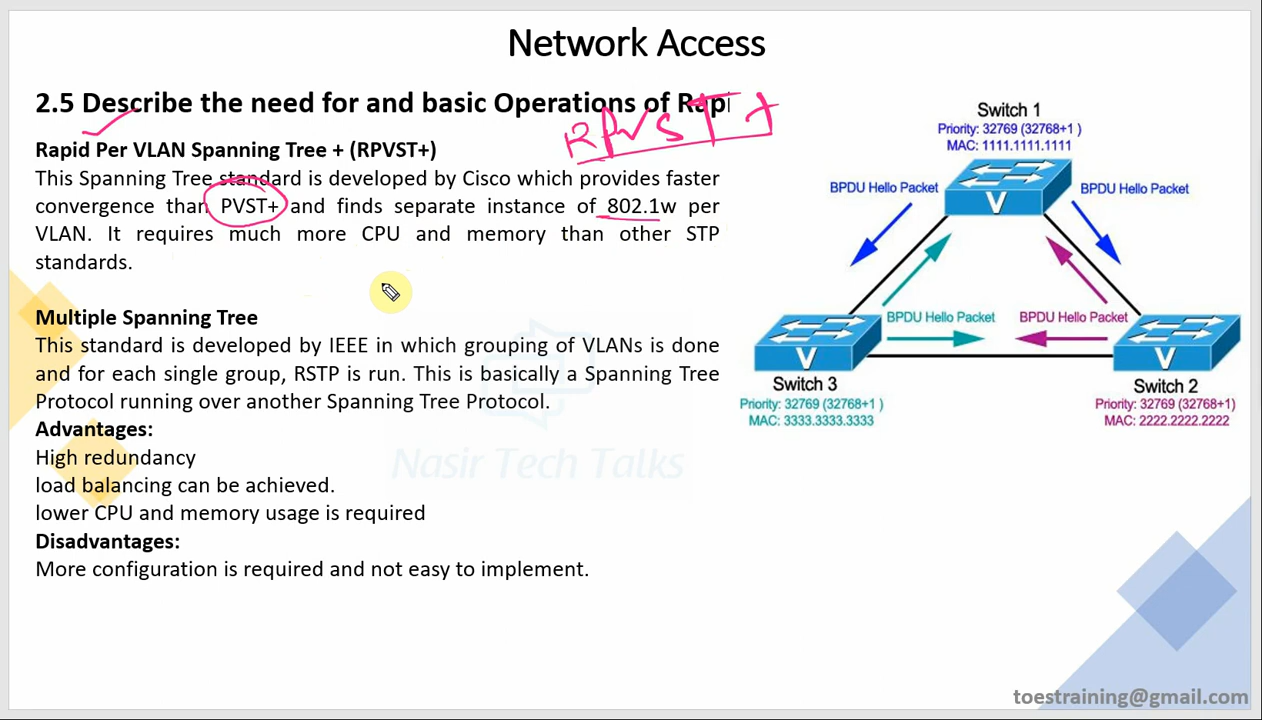 Network Access
2.5 Describe the need for and basic Operations of Rapi
RPVST +
Rapid Per VLAN Spanning Tree + (RPVST+)
This Spanning Tree standard is developed by Cisco which provides faster
convergence than PVST+ and finds separate instance of 802.1w per
VLAN. It requires much more CPU and memory than other STP
standards.
Multiple Spanning Tree
This standard is developed by IEEE in which grouping of VLANs is done
and for each single group, RSTP is run. This is basically a Spanning Tree
Protocol running over another Spanning Tree Protocol.
Advantages:
High redundancy
load balancing can be achieved.
lower CPU and memory usage is required
Disadvantages:
More configuration is required and not easy to implement.
Nasir Tech Talks
Switch 1
Priority: 32769 (32768+1 )
MAC: 1111.1111.1111
BPDU Hello Packet
BPDU Hello Packet
V
BPDU Hello Packet
BPDU Hello Packet
V
V
Switch 3
Priority: 32769 (32768+1 )
MAC: 3333.3333.3333
Switch 2
Priority: 32769 (32768+1)
MAC: 2222.2222.2222
toestraining@gmail.com